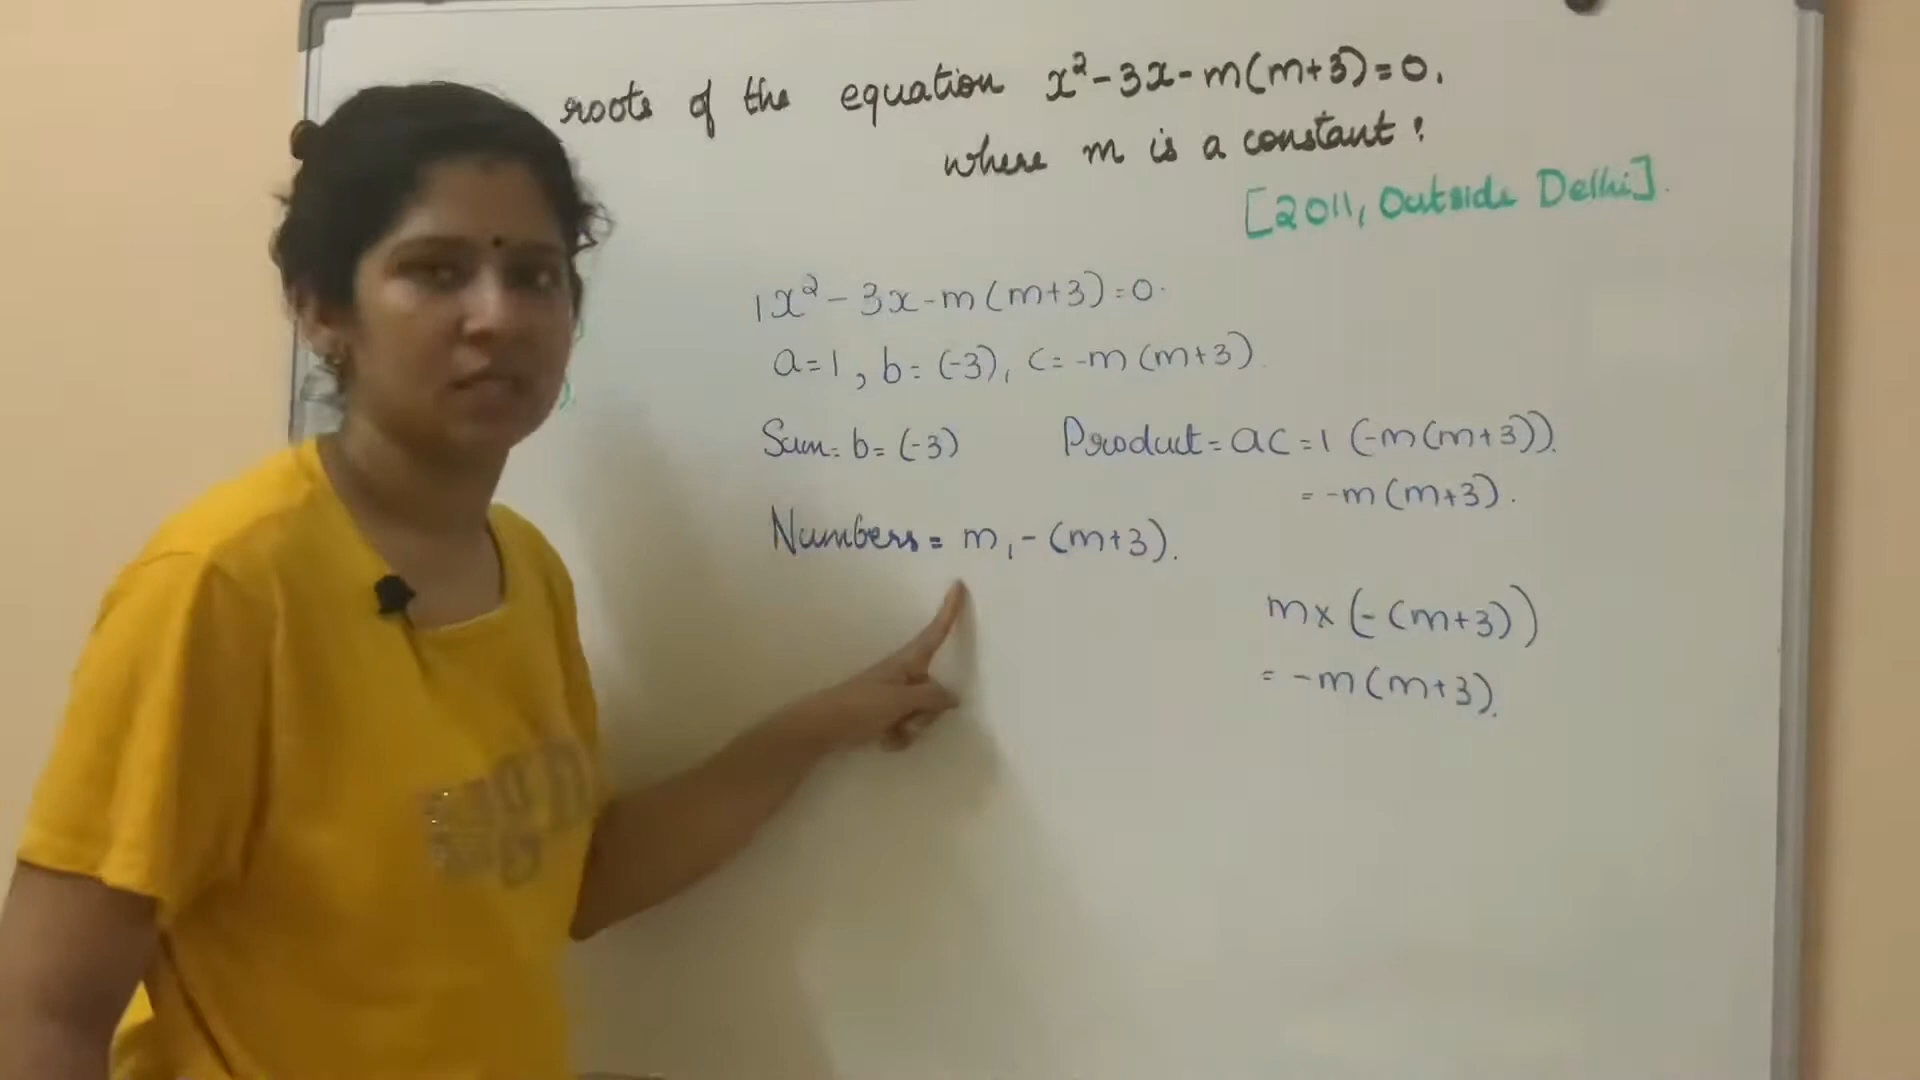 roots of the equation x² - 3x - m(m+3) = 0,
where m is a constant?
[2011, Outside Delhi].
1x² - 3x - m(m+3) = 0.
a = 1, b = (-3), c = -m(m+3).
Sum = b = (-3) Product = ac = 1 (-m(m+3)).
= -m(m+3).
Numbers = m, -(m+3).
m × (-(m+3))
= -m(m+3).